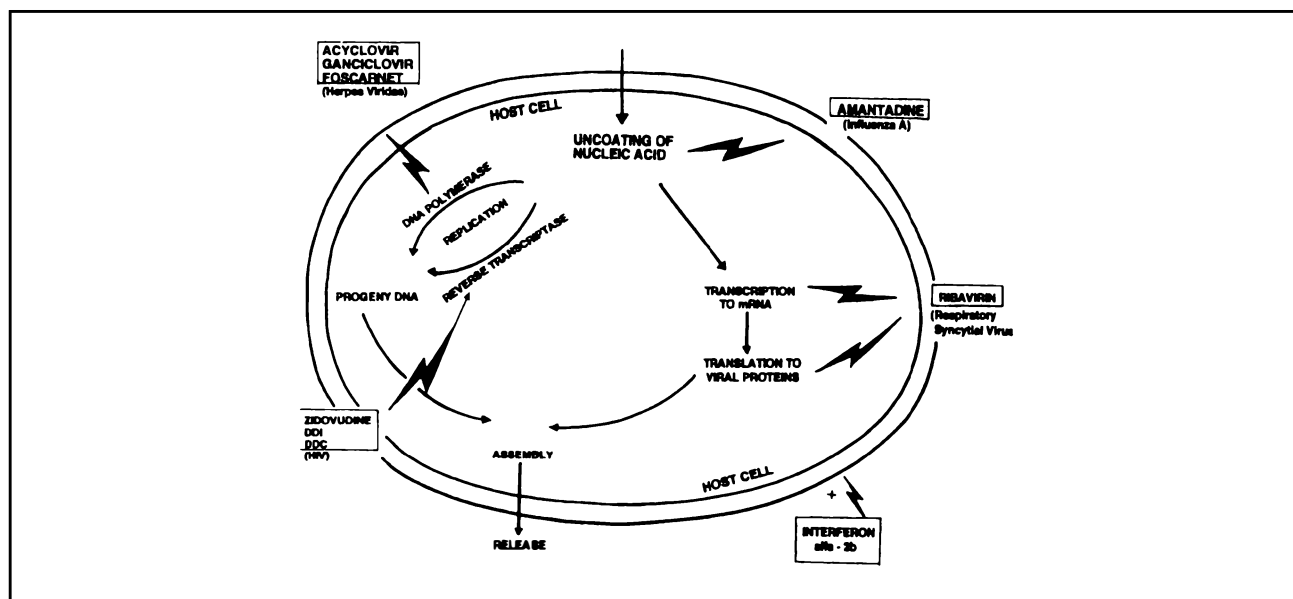 ACYCLOVIR
GANCICLOVIR
FOSCARNET
(Herpes Viridae)
HOST CELL
UNCOATING OF
NUCLEIC ACID
AMANTADINE
(Influenza A)
DNA POLYMERASE
REPLICATION
REVERSE TRANSCRIPTASE
PROGENY DNA
TRANSCRIPTION
TO mRNA
RIBAVIRIN
(Respiratory
Syncytial Virus
TRANSLATION TO
VIRAL PROTEINS
ZIDOVUDINE
DDI
DDC
(HIV)
ASSEMBLY
HOST CELL
+
INTERFERON
RELEASE